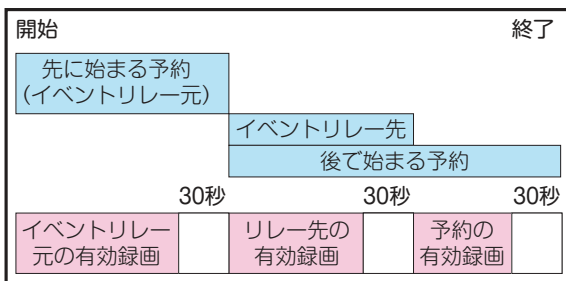 開始 終了
先に始まる予約
（イベントリレー元）
イベントリレー先
後で始まる予約
30秒 30秒 30秒
イベントリレー
元の有効録画
リレー先の
有効録画
予約の
有効録画